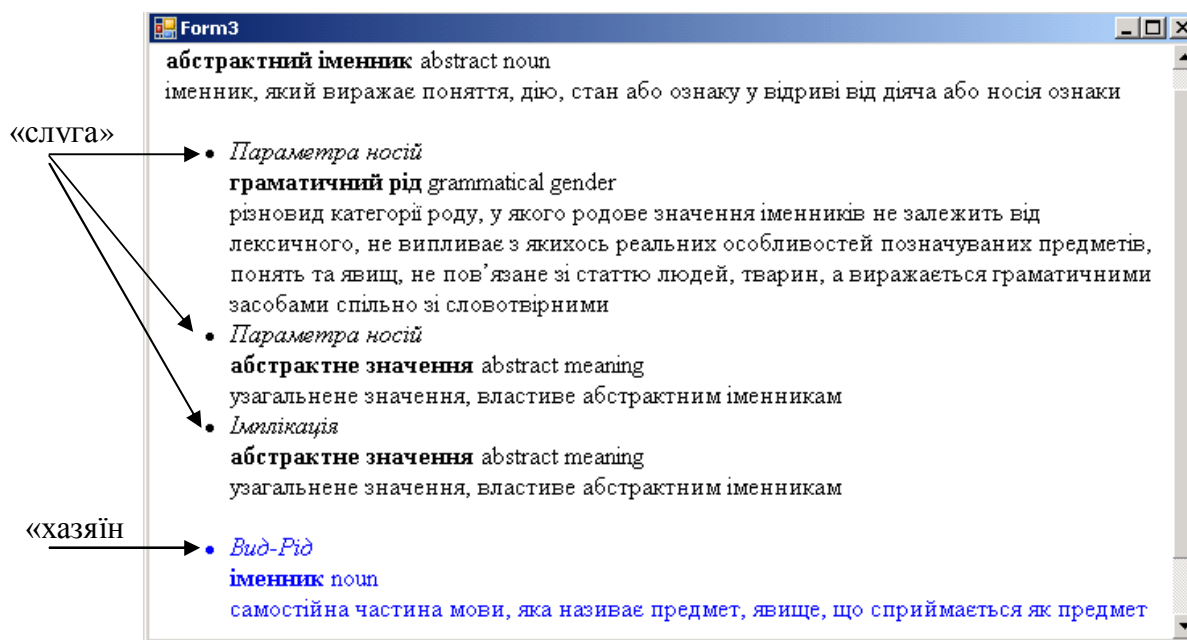 Form3
абстрактний іменник abstract noun
іменник, який виражає поняття, дію, стан або ознаку у відриві від діяча або носія ознаки
«слуга»
• Параметра носій
граматичний рід grammatical gender
різновид категорії роду, у якого родове значення іменників не залежить від
лексичного, не випливає з якихось реальних особливостей позначуваних предметів,
понять та явищ, не пов’язане зі статтю людей, тварин, а виражається граматичними
засобами спільно зі словотвірними
• Параметра носій
абстрактне значення abstract meaning
узагальнене значення, властиве абстрактним іменникам
• Імплікація
абстрактне значення abstract meaning
узагальнене значення, властиве абстрактним іменникам
«хазяїн
• Вид-Рід
іменник noun
самостійна частина мови, яка називає предмет, явище, що сприймається як предмет